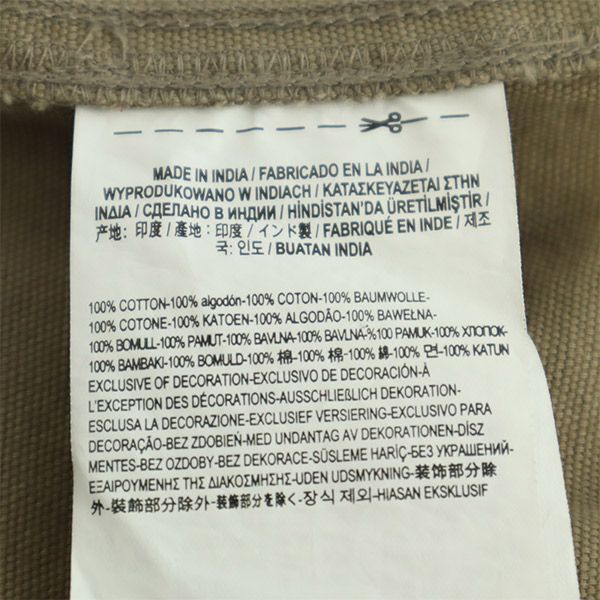 MADE IN INDIA / FABRICADO EN LA INDIA /
WYPRODUKOWANO W INDIACH / ΚΑΤΑΣΚΕΥΑΖΕΤΑΙ ΣΤΗΝ
ΙΝΔΙΑ / СДЕЛАНО В ИНДИИ / HİNDİSTAN'DA ÜRETİLMİŞTİR /
产地: 印度 / 產地: 印度 / インド製 / FABRIQUÉ EN INDE / 제조
국: 인도 / BUATAN INDIA
100% COTTON-100% algodón-100% COTON-100% BAUMWOLLE-
100% COTONE-100% KATOEN-100% ALGODÃO-100% BAWEŁNA-
100% BOMULL-100% PAMUT-100% BAVLNA-100% BAVLNA-%100 PAMUK-100% ХЛОПОК-
100% ΒΑΜΒΑΚΙ-100% BOMULD-100% 棉-100% 棉-100% 綿-100% 면-100% KATUN
EXCLUSIVE OF DECORATION-EXCLUSIVO DE DECORACIÓN-À
L'EXCEPTION DES DÉCORATIONS-AUSSCHLIEßLICH DEKORATION-
ESCLUSA LA DECORAZIONE-EXCLUSIEF VERSIERING-EXCLUSIVO PARA
DECORAÇÃO-BEZ ZDOBIEŃ-MED UNDANTAG AV DEKORATIONEN-DÍSZ
MENTES-BEZ OZDOBY-BEZ DEKORACE-SÜSLEME HARİÇ-БЕЗ УКРАШЕНИЙ-
ΕΞΑΙΡΟΥΜΕΝΗΣ ΤΗΣ ΔΙΑΚΟΣΜΗΣΗΣ-UDEN UDSMYKNING-装饰部分除
外-裝飾部分除外-装飾部分を除く-장식 제외-HIASAN EKSKLUSIF